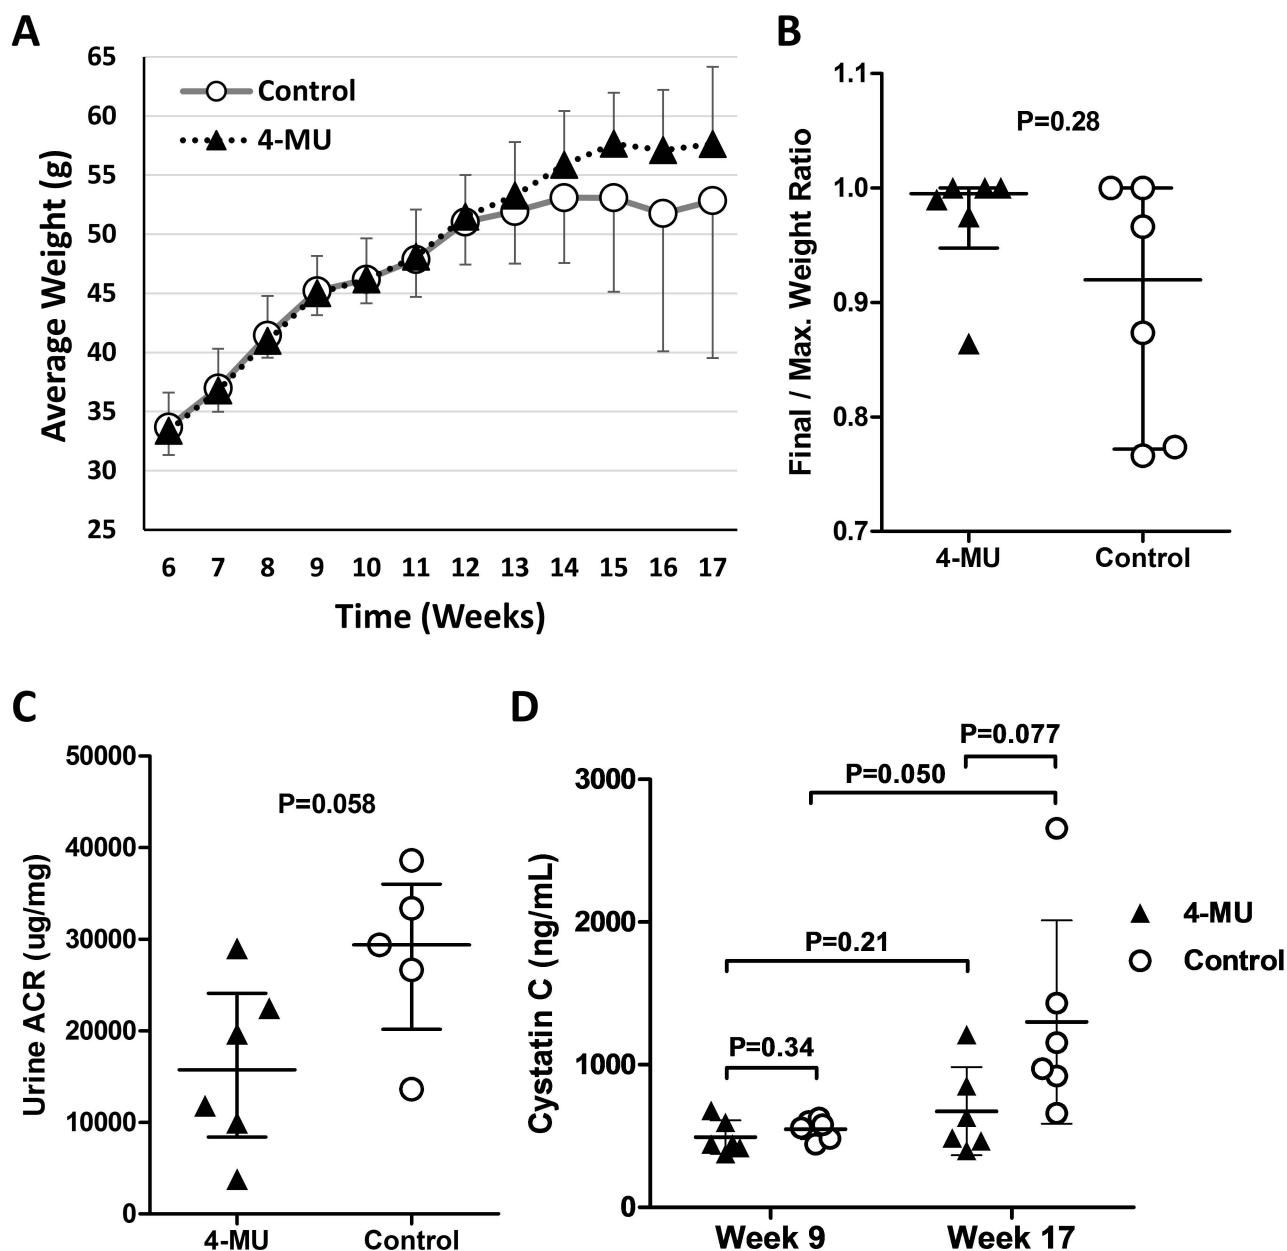 A
65
60
55
50
45
40
35
30
25
Average Weight (g)
Control
4-MU
6 7 8 9 10 11 12 13 14 15 16 17
Time (Weeks)
B
1.1
1.0
0.9
0.8
0.7
Final / Max. Weight Ratio
P=0.28
4-MU Control
C
50000
40000
30000
20000
10000
0
Urine ACR (ug/mg)
P=0.058
4-MU Control
D
3000
2000
1000
0
Cystatin C (ng/mL)
P=0.077
P=0.050
P=0.21
P=0.34
4-MU
Control
Week 9 Week 17